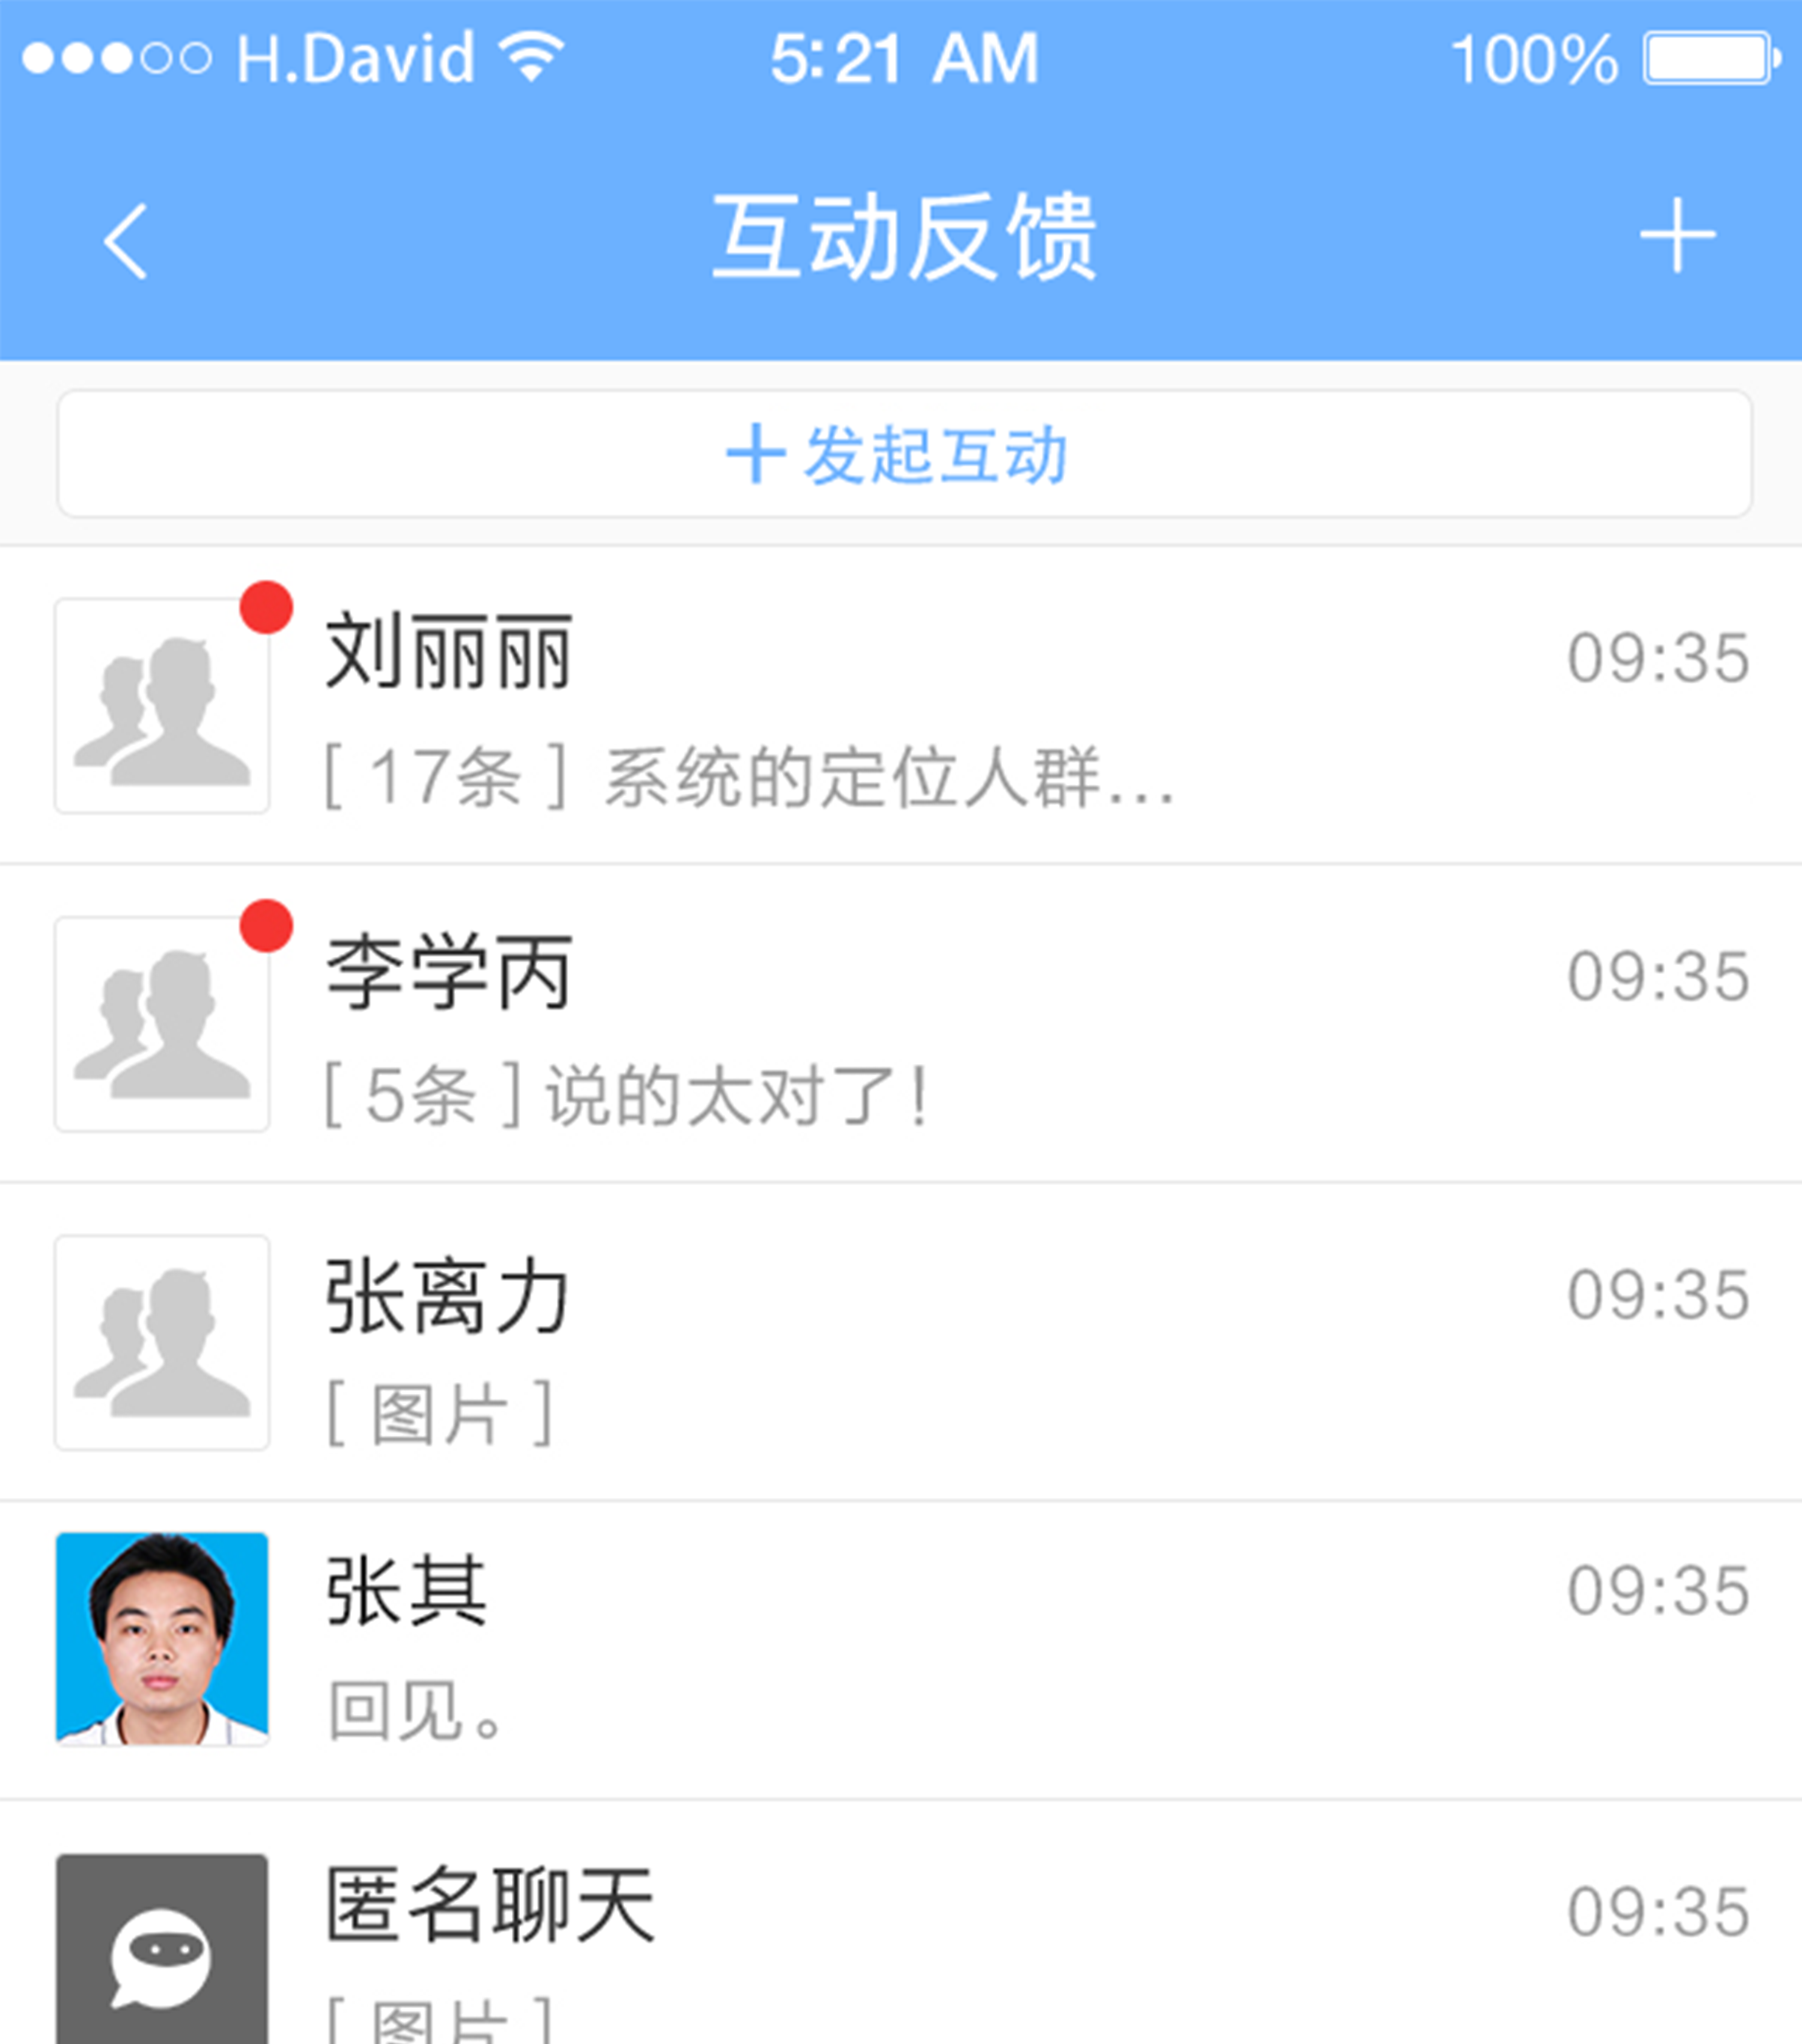 H.David 5:21 AM 100%
互动反馈
+发起互动
刘丽丽 09:35
[ 17条 ] 系统的定位人群...
李学丙 09:35
[ 5条 ] 说的太对了!
张离力 09:35
[ 图片 ]
张其 09:35
回见。
匿名聊天 09:35
[ 图片 ]